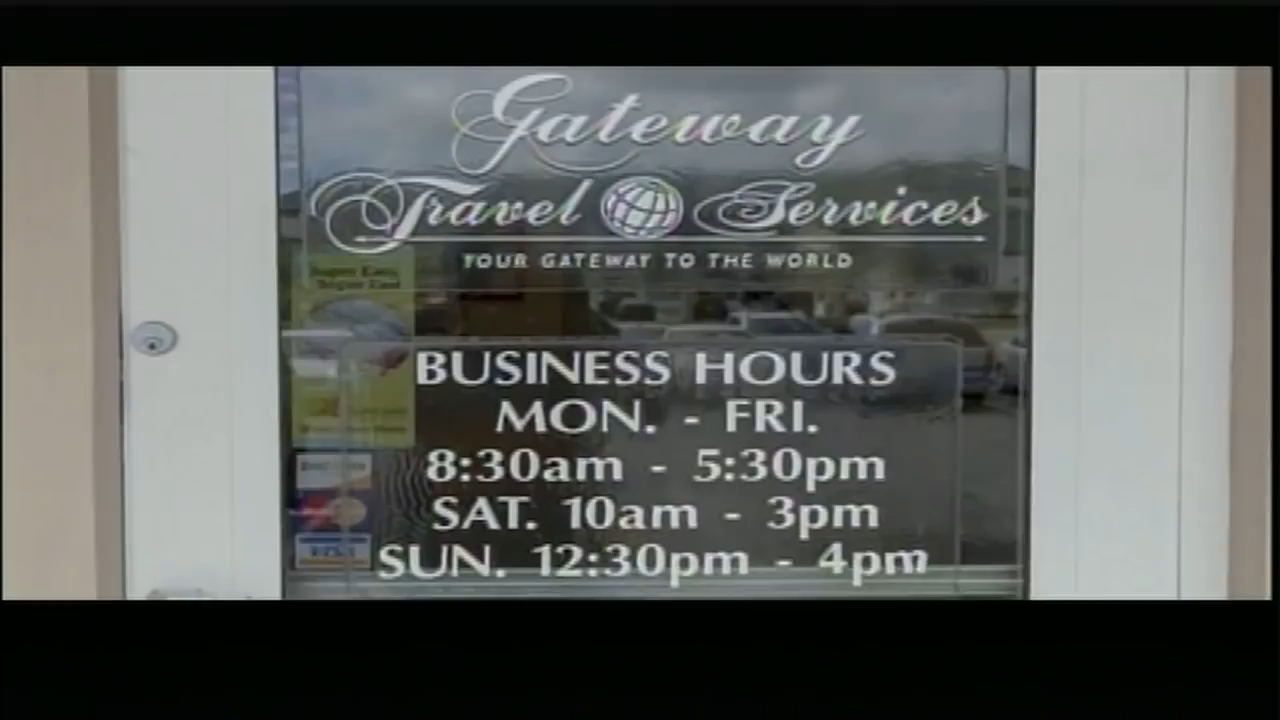 Gateway
Travel Services
YOUR GATEWAY TO THE WORLD
BUSINESS HOURS
MON. - FRI.
8:30am - 5:30pm
SAT. 10am - 3pm
SUN. 12:30pm - 4pm
VISA